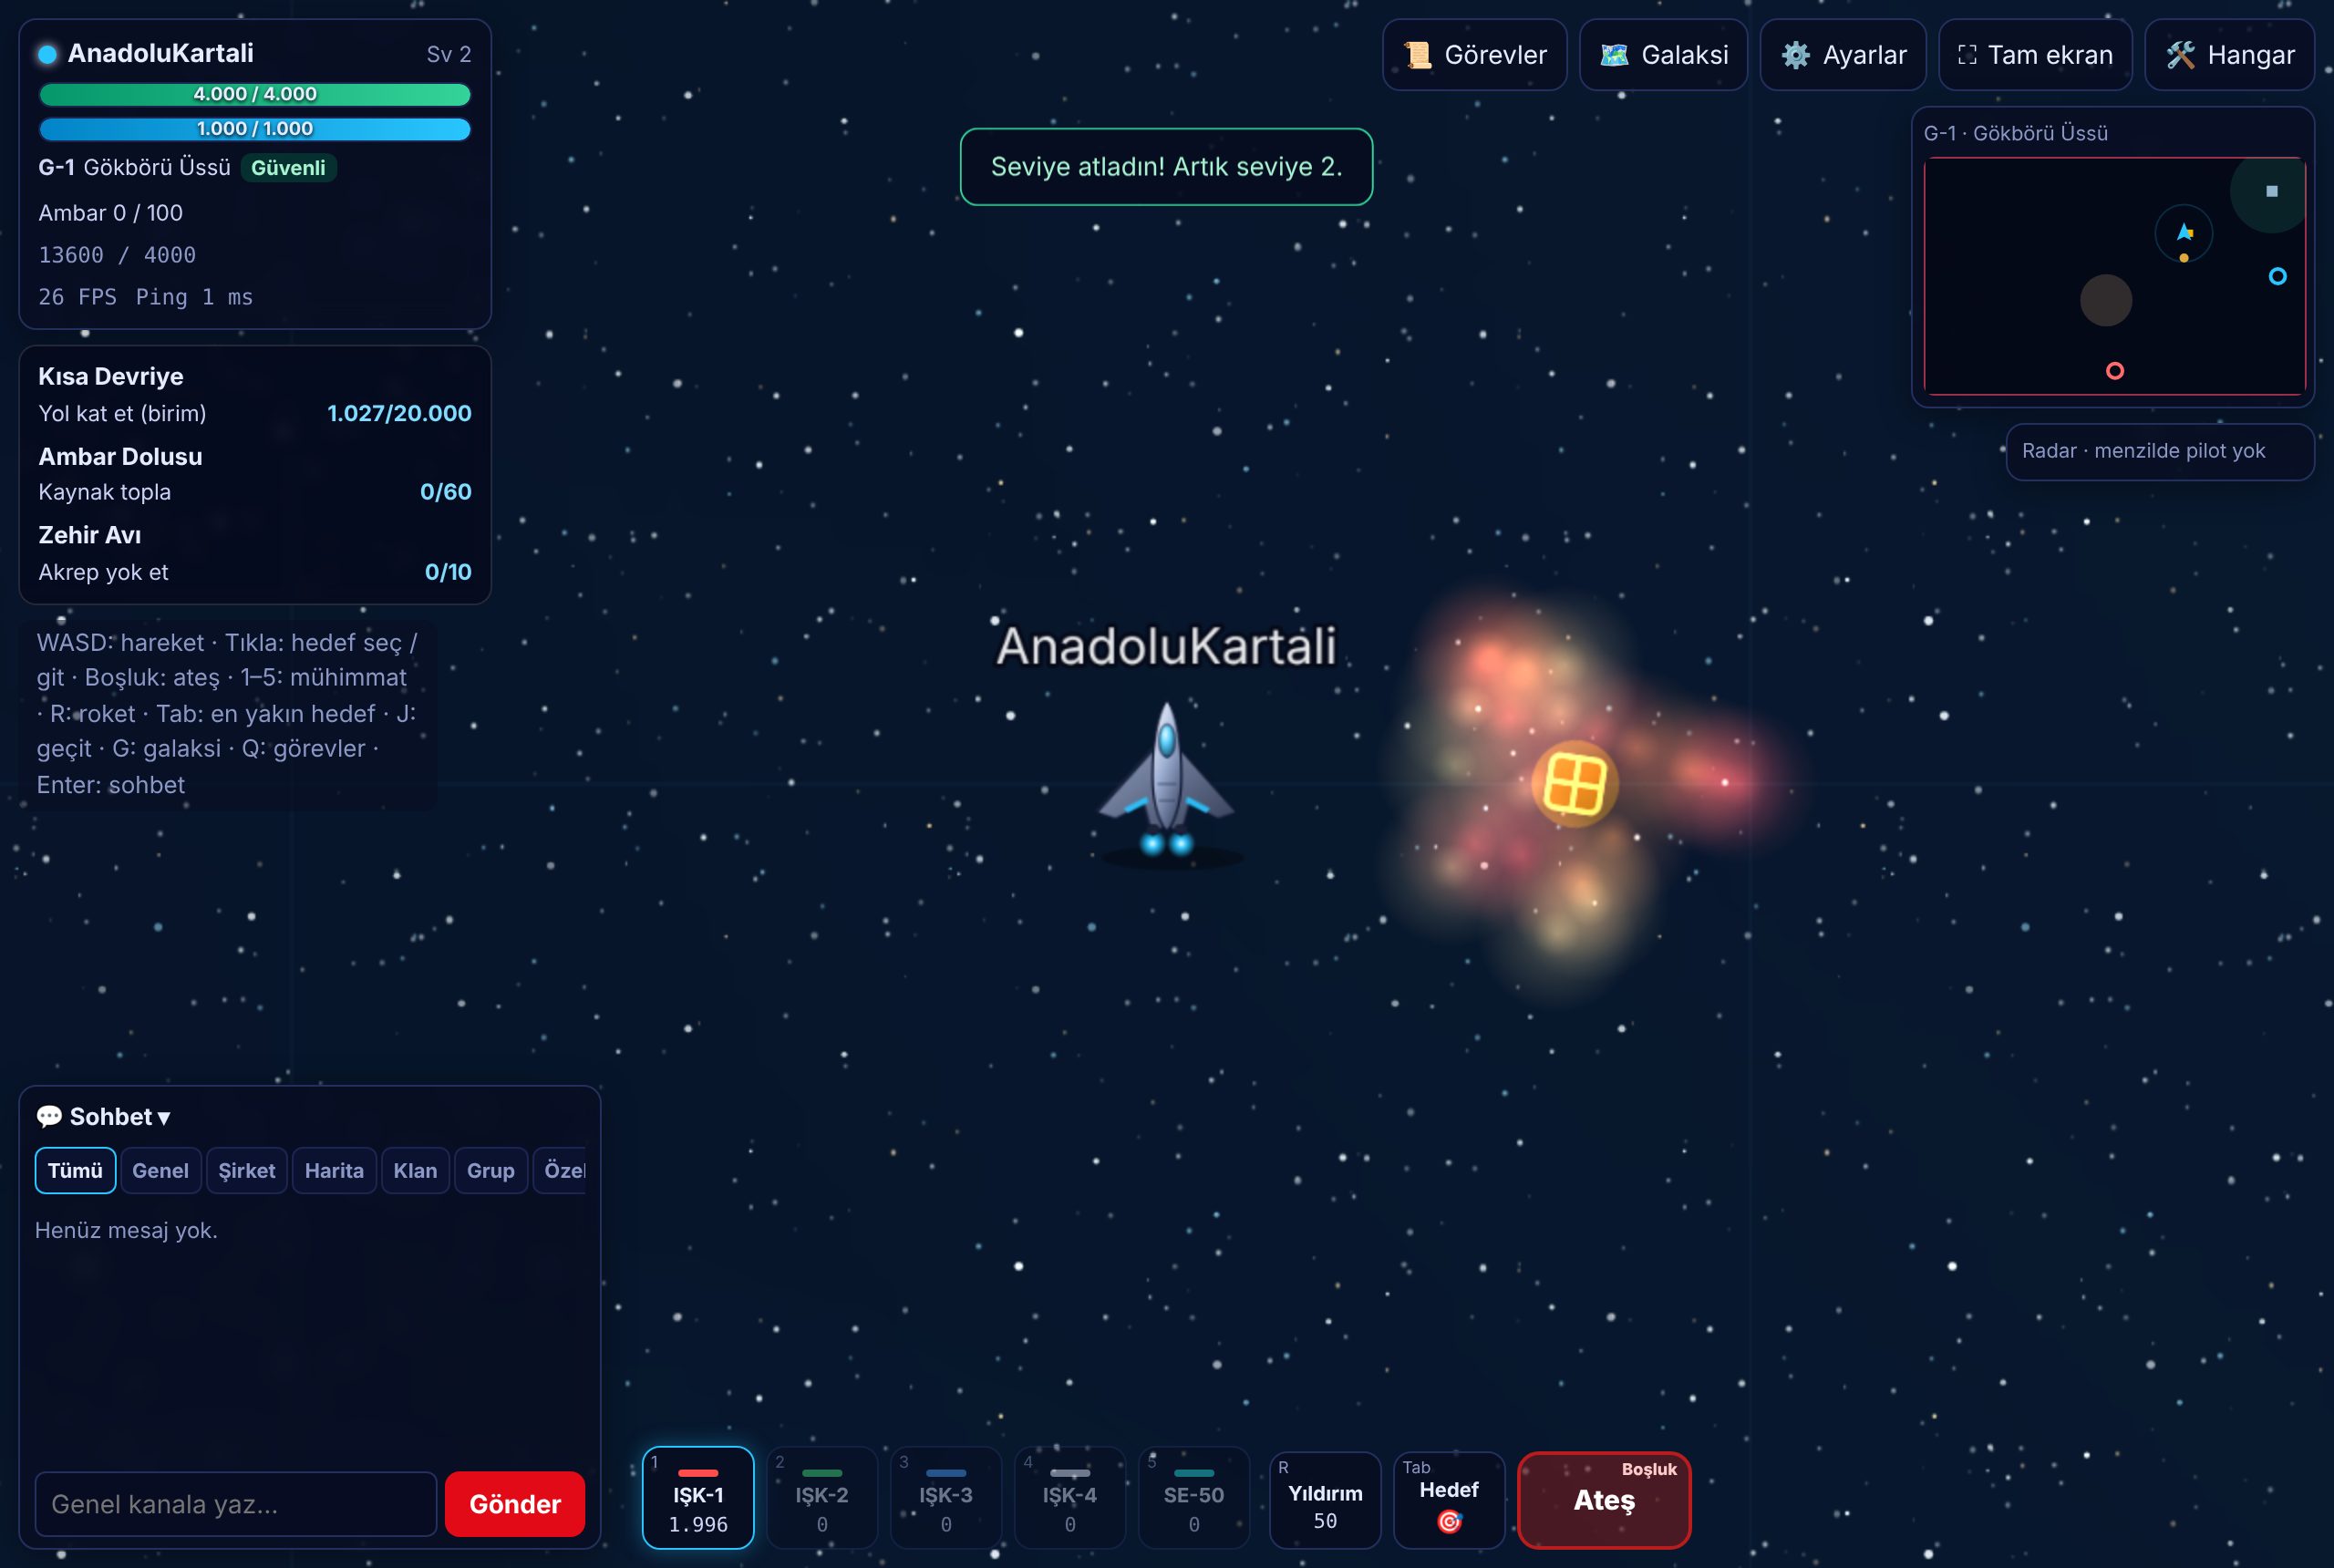 AnadoluKartali Sv 2
4.000 / 4.000
1.000 / 1.000
G-1 Gökbörü Üssü Güvenli
Ambar 0 / 100
13600 / 4000
26 FPS Ping 1 ms
Kısa Devriye
Yol kat et (birim) 1.027/20.000
Ambar Dolusu
Kaynak topla 0/60
Zehir Avı
Akrep yok et 0/10
WASD: hareket · Tıkla: hedef seç /
git · Boşluk: ateş · 1–5: mühimmat
· R: roket · Tab: en yakın hedef · J:
geçit · G: galaksi · Q: görevler ·
Enter: sohbet
Seviye atladın! Artık seviye 2.
Görevler
Galaksi
Ayarlar
Tam ekran
Hangar
G-1 · Gökbörü Üssü
Radar · menzilde pilot yok
AnadoluKartali
Sohbet ▾
Tümü Genel Şirket Harita Klan Grup Özel
Henüz mesaj yok.
Genel kanala yaz...
Gönder
1
IŞK-1
1.996
2
IŞK-2
0
3
IŞK-3
0
4
IŞK-4
0
5
SE-50
0
R
Yıldırım
50
Tab
Hedef
Boşluk
Ateş